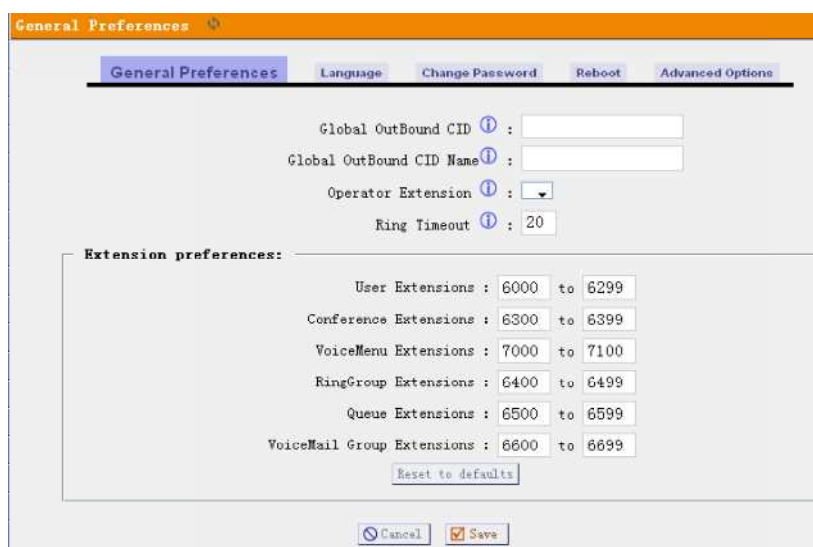 General Preferences
General Preferences Language Change Password Reboot Advanced Options
Global OutBound CID :
Global OutBound CID Name :
Operator Extension :
Ring Timeout : 20
Extension preferences:
User Extensions : 6000 to 6299
Conference Extensions : 6300 to 6399
VoiceMenu Extensions : 7000 to 7100
RingGroup Extensions : 6400 to 6499
Queue Extensions : 6500 to 6599
VoiceMail Group Extensions : 6600 to 6699
Reset to defaults
Cancel Save